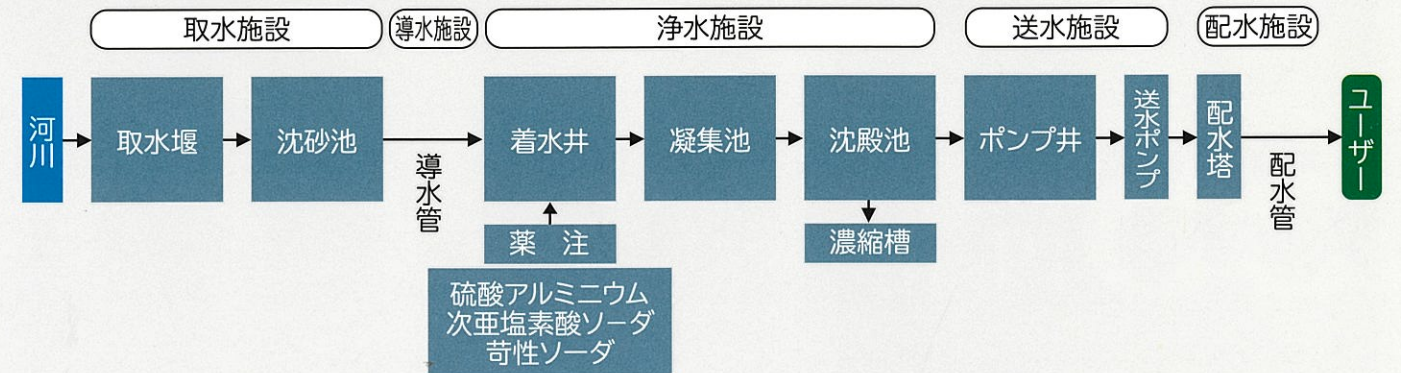 取水施設
導水施設
浄水施設
送水施設
配水施設
河川
取水堰
沈砂池
導水管
着水井
凝集池
沈殿池
ポンプ井
送水ポンプ
配水塔
配水管
ユーザー
薬 注
濃縮槽
硫酸アルミニウム
次亜塩素酸ソーダ
苛性ソーダ